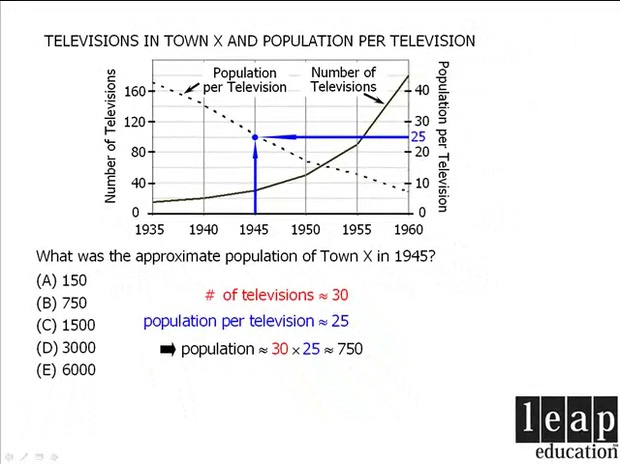 TELEVISIONS IN TOWN X AND POPULATION PER TELEVISION
Population per Television
Number of Televisions
Number of Televisions
160
120
80
40
0
Population per Television
40
30
25
20
10
0
1935 1940 1945 1950 1955 1960
What was the approximate population of Town X in 1945?
(A) 150
(B) 750
(C) 1500
(D) 3000
(E) 6000
# of televisions ≈ 30
population per television ≈ 25
➡ population ≈ 30 × 25 ≈ 750
leap
education™